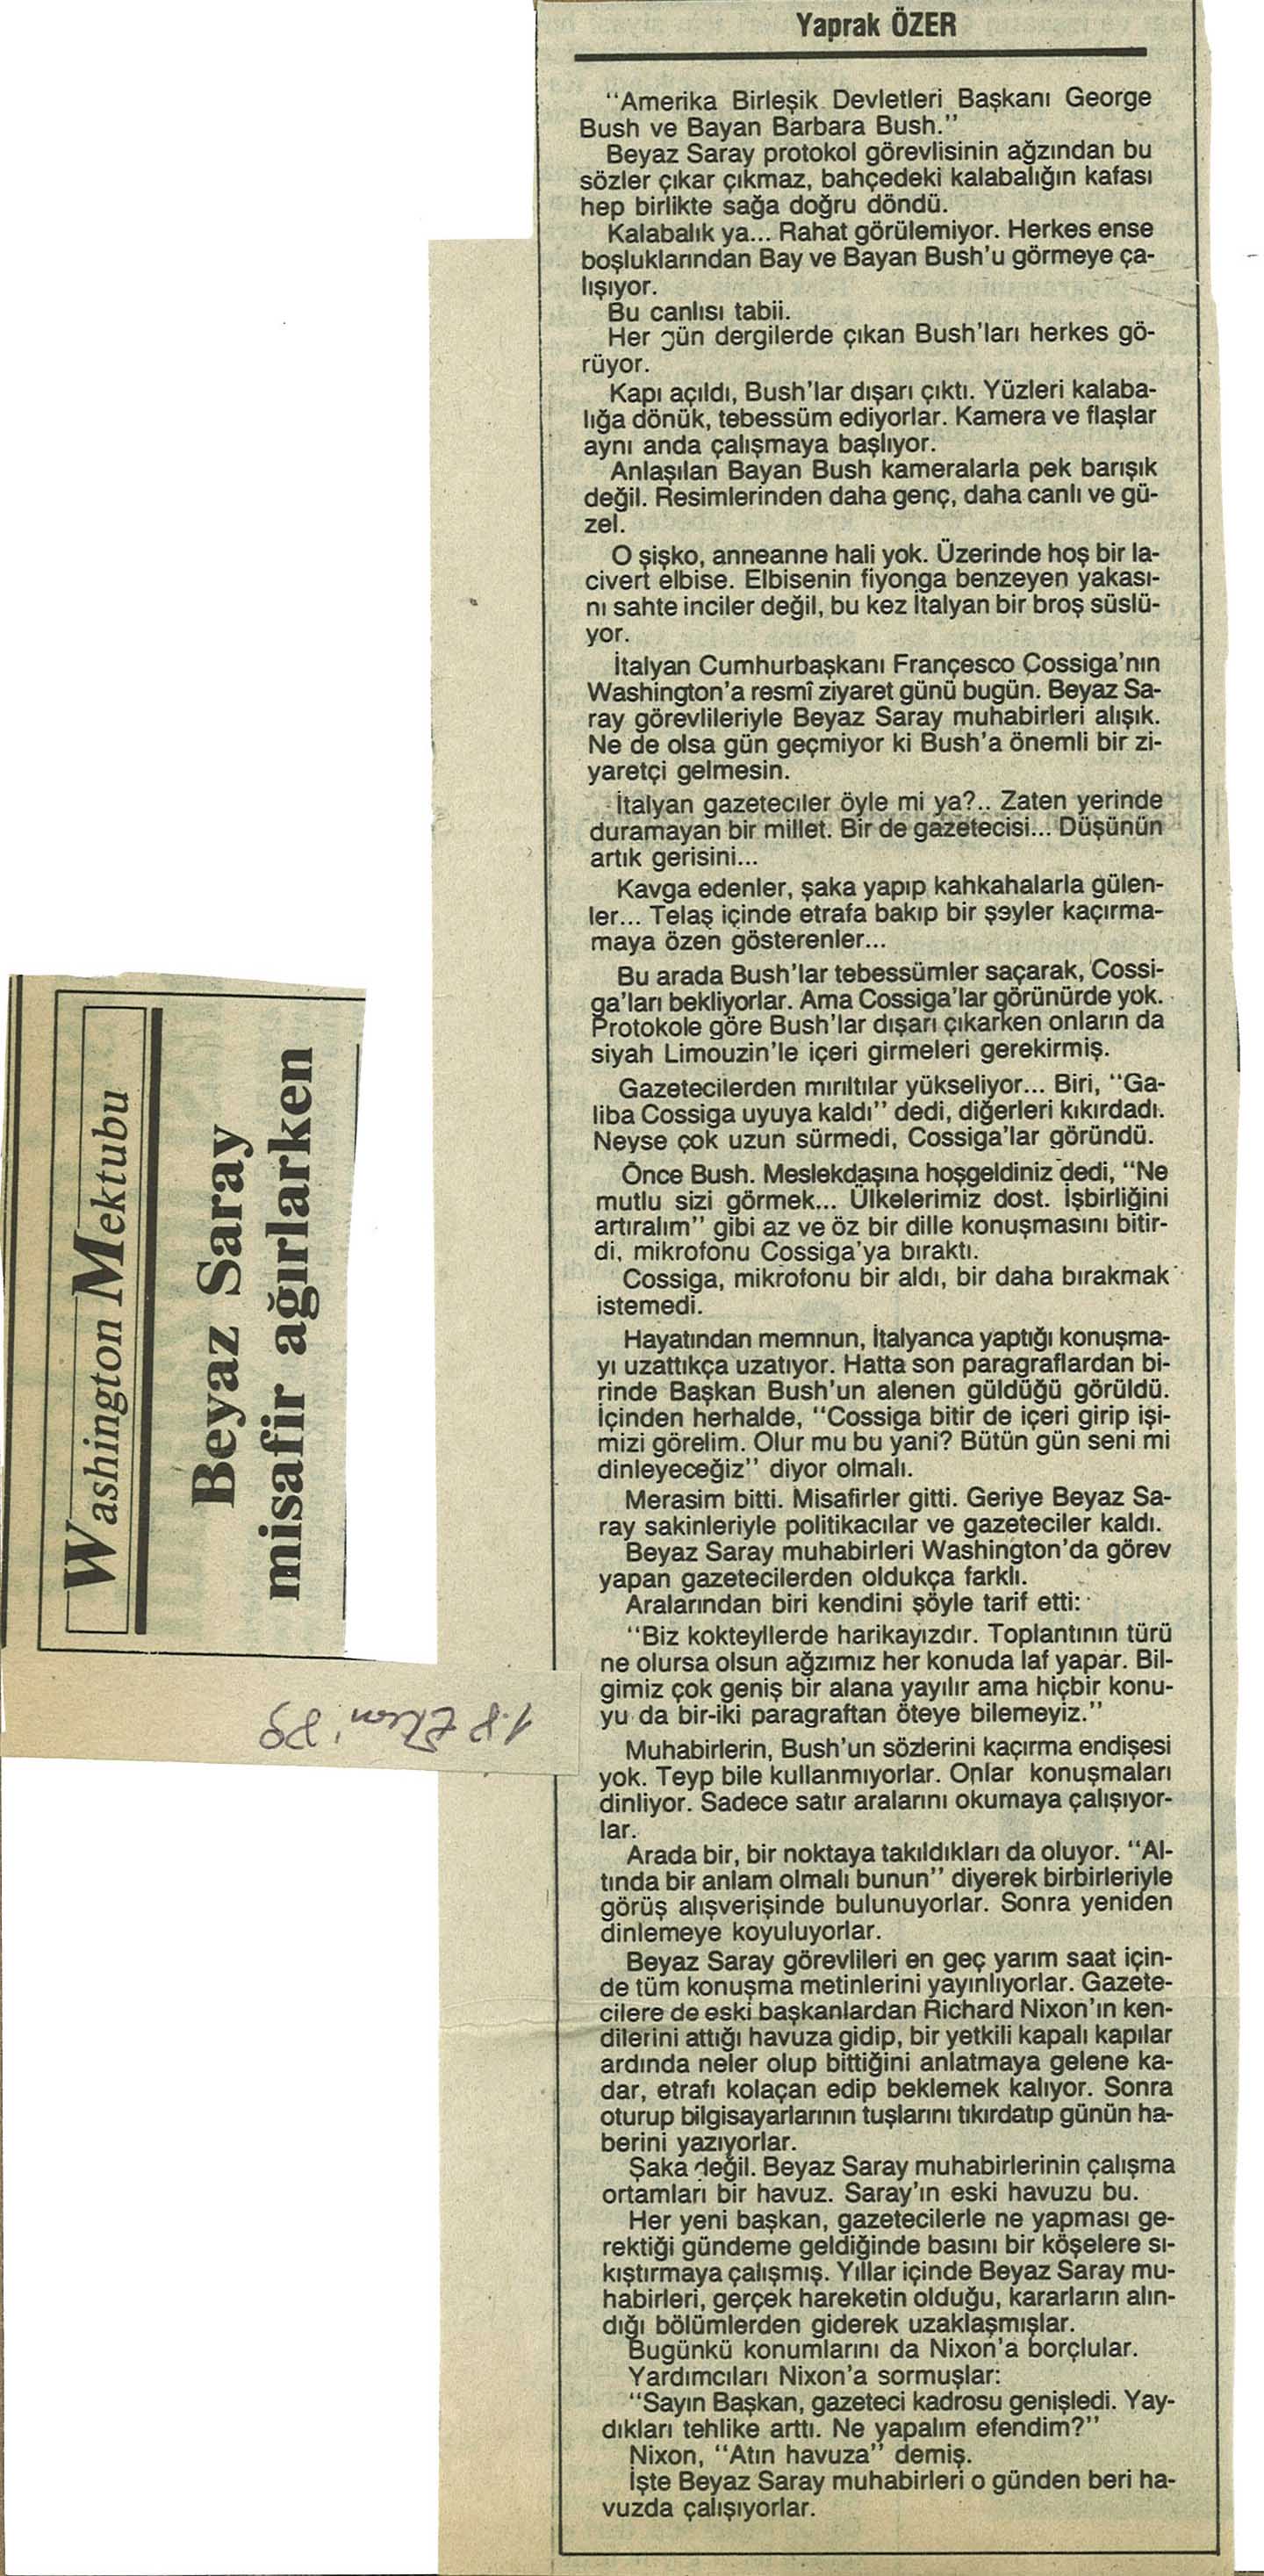 Washington Mektubu
Beyaz Saray
misafir ağırlarken
Yaprak ÖZER
“Amerika Birleşik Devletleri Başkanı George
Bush ve Bayan Barbara Bush.”
Beyaz Saray protokol görevlisinin ağzından bu
sözler çıkar çıkmaz, bahçedeki kalabalığın kafası
hep birlikte sağa doğru döndü.
Kalabalık ya... Rahat görülemiyor. Herkes ense
boşluklarından Bay ve Bayan Bush'u görmeye ça-
lışıyor.
Bu canlısı tabii.
Her gün dergilerde çıkan Bush'ları herkes gö-
rüyor.
Kapı açıldı, Bush'lar dışarı çıktı. Yüzleri kalaba-
lığa dönük, tebessüm ediyorlar. Kamera ve flaşlar
aynı anda çalışmaya başlıyor.
Anlaşılan Bayan Bush kameralarla pek barışık
değil. Resimlerinden daha genç, daha canlı ve gü-
zel.
O şişko, anneanne hali yok. Üzerinde hoş bir la-
civert elbise. Elbisenin fiyonga benzeyen yakası-
nı sahte inciler değil, bu kez İtalyan bir broş süslü-
yor.
İtalyan Cumhurbaşkanı Françesco Cossiga'nın
Washington'a resmî ziyaret günü bugün. Beyaz Sa-
ray görevlileriyle Beyaz Saray muhabirleri alışık.
Ne de olsa gün geçmiyor ki Bush'a önemli bir zi-
yaretçi gelmesin.
İtalyan gazeteciler öyle mi ya?.. Zaten yerinde
duramayan bir millet. Bir de gazetecisi... Düşünün
artık gerisini...
Kavga edenler, şaka yapıp kahkahalarla gülen-
ler... Telaş içinde etrafa bakıp bir şeyler kaçırma-
maya özen gösterenler...
Bu arada Bush'lar tebessümler saçarak, Cossi-
ga'ları bekliyorlar. Ama Cossiga'lar görünürde yok.
Protokole göre Bush'lar dışarı çıkarken onların da
siyah Limouzin'le içeri girmeleri gerekirmiş.
Gazetecilerden mırıltılar yükseliyor... Biri, “Ga-
liba Cossiga uyuya kaldı” dedi, diğerleri kıkırdadı.
Neyse çok uzun sürmedi, Cossiga'lar göründü.
Önce Bush. Meslekdaşına hoşgeldiniz dedi, “Ne
mutlu sizi görmek... Ülkelerimiz dost. İşbirliğini
artıralım” gibi az ve öz bir dille konuşmasını bitir-
di, mikrofonu Cossiga'ya bıraktı.
Cossiga, mikrofonu bir aldı, bir daha bırakmak
istemedi.
Hayatından memnun, İtalyanca yaptığı konuşma-
yı uzattıkça uzatıyor. Hatta son paragraflardan bi-
rinde Başkan Bush'un alenen güldüğü görüldü.
İçinden herhalde, “Cossiga bitir de içeri girip işi-
mizi görelim. Olur mu bu yani? Bütün gün seni mi
dinleyeceğiz” diyor olmalı.
Merasim bitti. Misafirler gitti. Geriye Beyaz Sa-
ray sakinleriyle politikacılar ve gazeteciler kaldı.
Beyaz Saray muhabirleri Washington'da görev
yapan gazetecilerden oldukça farklı.
Aralarından biri kendini şöyle tarif etti:
“Biz kokteyllerde harikayızdır. Toplantının türü
ne olursa olsun ağzımız her konuda laf yapar. Bil-
gimiz çok geniş bir alana yayılır ama hiçbir konu-
yu da bir-iki paragraftan öteye bilemeyiz.”
Muhabirlerin, Bush'un sözlerini kaçırma endişesi
yok. Teyp bile kullanmıyorlar. Onlar konuşmaları
dinliyor. Sadece satır aralarını okumaya çalışıyor-
lar.
Arada bir, bir noktaya takıldıkları da oluyor. “Al-
tında bir anlam olmalı bunun” diyerek birbirleriyle
görüş alışverişinde bulunuyorlar. Sonra yeniden
dinlemeye koyuluyorlar.
Beyaz Saray görevlileri en geç yarım saat için-
de tüm konuşma metinlerini yayınlıyorlar. Gazete-
cilere de eski başkanlardan Richard Nixon'ın ken-
dilerini attığı havuza gidip, bir yetkili kapalı kapılar
ardında neler olup bittiğini anlatmaya gelene ka-
dar, etrafı kolaçan edip beklemek kalıyor. Sonra
oturup bilgisayarlarının tuşlarını tıkırdatıp günün ha-
berini yazıyorlar.
Şaka değil. Beyaz Saray muhabirlerinin çalışma
ortamları bir havuz. Saray'ın eski havuzu bu.
Her yeni başkan, gazetecilerle ne yapması ge-
rektiği gündeme geldiğinde basını bir köşelere sı-
kıştırmaya çalışmış. Yıllar içinde Beyaz Saray mu-
habirleri, gerçek hareketin olduğu, kararların alın-
dığı bölümlerden giderek uzaklaşmışlar.
Bugünkü konumlarını da Nixon'a borçlular.
Yardımcıları Nixon'a sormuşlar:
“Sayın Başkan, gazeteci kadrosu genişledi. Yay-
dıkları tehlike arttı. Ne yapalım efendim?”
Nixon, “Atın havuza” demiş.
İşte Beyaz Saray muhabirleri o günden beri ha-
vuzda çalışıyorlar.
18 Ekim '89